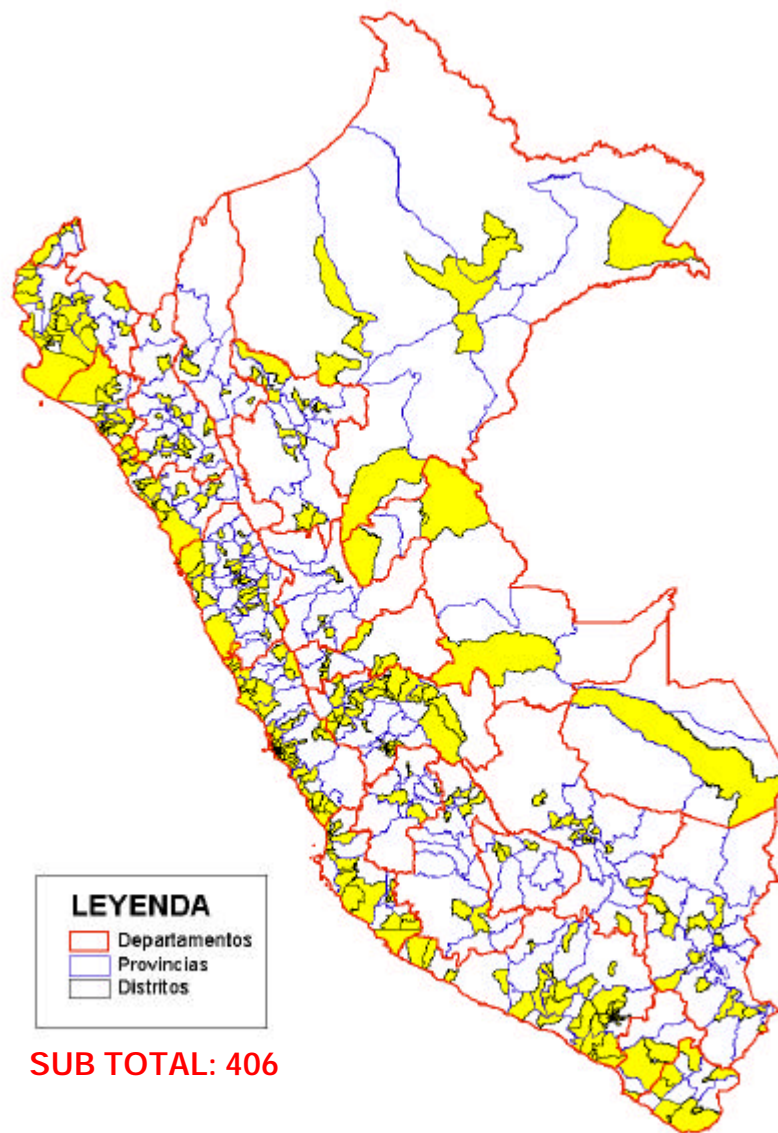 LEYENDA
Departamentos
Provincias
Distritos
SUB TOTAL: 406